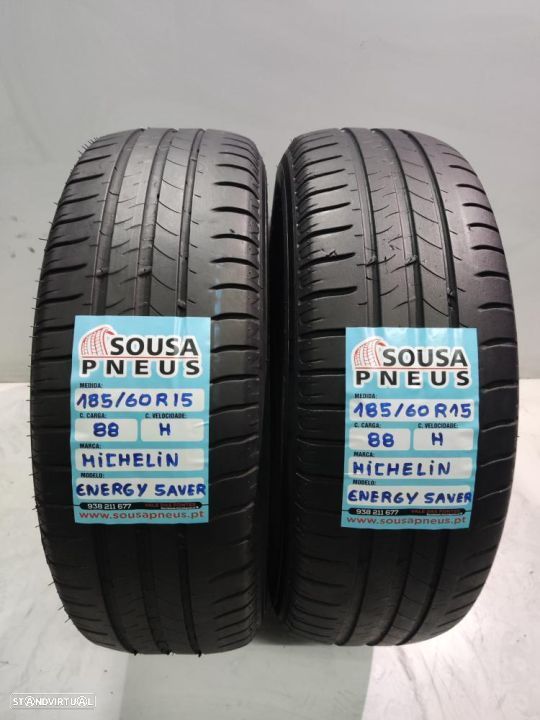 SOUSA
PNEUS
MEDIDA:
185/60 R15
C. CARGA:
C. VELOCIDADE:
88
H
MARCA:
MiCHELiN
MODELO:
ENERGY SAVER
938 211 677
www.sousapneus.pt
SOUSA
PNEUS
MEDIDA:
185/60 R15
C. CARGA:
C. VELOCIDADE:
88
H
MARCA:
MiCHELiN
MODELO:
ENERGY SAVER
938 211 677
www.sousapneus.pt
STANDVIRTUAL